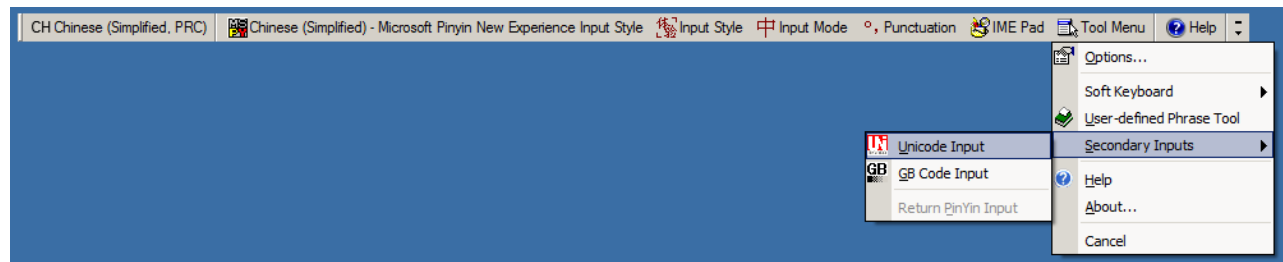 CH Chinese (Simplified, PRC) Chinese (Simplified) - Microsoft Pinyin New Experience Input Style Input Style 中 Input Mode °, Punctuation IME Pad Tool Menu Help
Options...
Soft Keyboard
User-defined Phrase Tool
Secondary Inputs
Help
About...
Cancel
Unicode Input
GB GB Code Input
Return PinYin Input